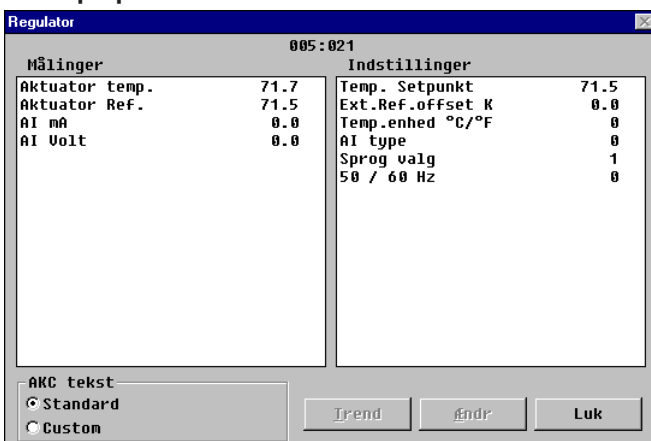 Regulator
005:021
Målinger
Indstillinger
Aktuator temp. 71.7
Aktuator Ref. 71.5
AI mA 0.0
AI Volt 0.0
Temp. Setpunkt 71.5
Ext.Ref.offset K 0.0
Temp.enhed °C/°F 0
AI type 0
Sprog valg 1
50 / 60 Hz 0
AKC tekst
Standard
Custom
Trend
Ændr
Luk